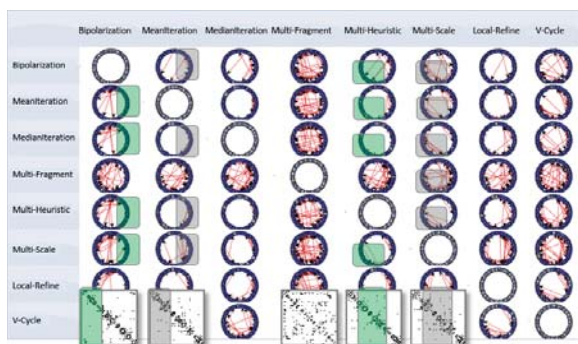 Bipolarization MeanIteration MedianIteration Multi-Fragment Multi-Heuristic Multi-Scale Local-Refine V-Cycle
Bipolarization
MeanIteration
MedianIteration
Multi-Fragment
Multi-Heuristic
Multi-Scale
Local-Refine
V-Cycle